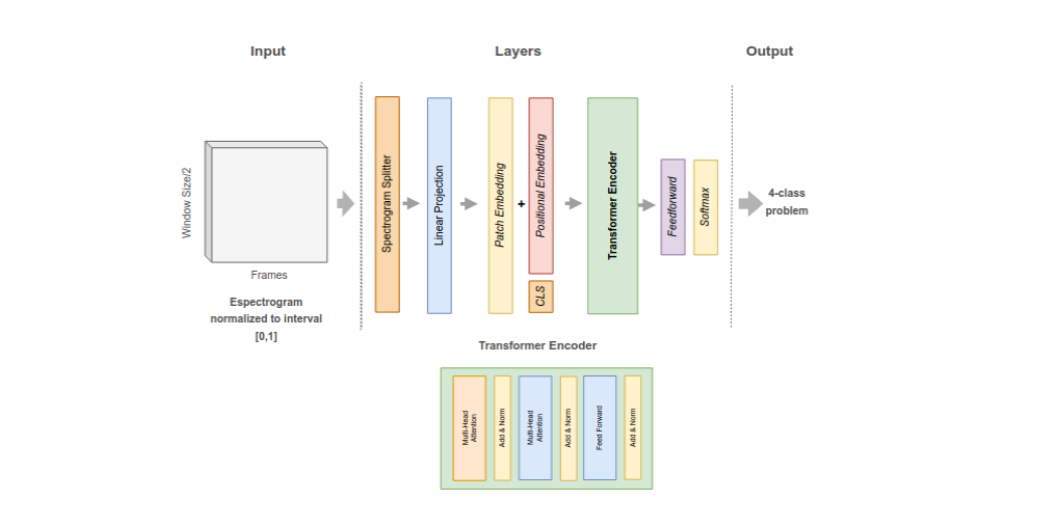 Input
Layers
Output
Window Size/2
Frames
Espectrogram
normalized to interval
[0,1]
Spectrogram Splitter
Linear Projection
Patch Embedding
+
Positional Embedding
CLS
Transformer Encoder
Feedforward
Softmax
4-class
problem
Transformer Encoder
Multi-Head
Attention
Add & Norm
Multi-Head
Attention
Add & Norm
Feed Forward
Add & Norm